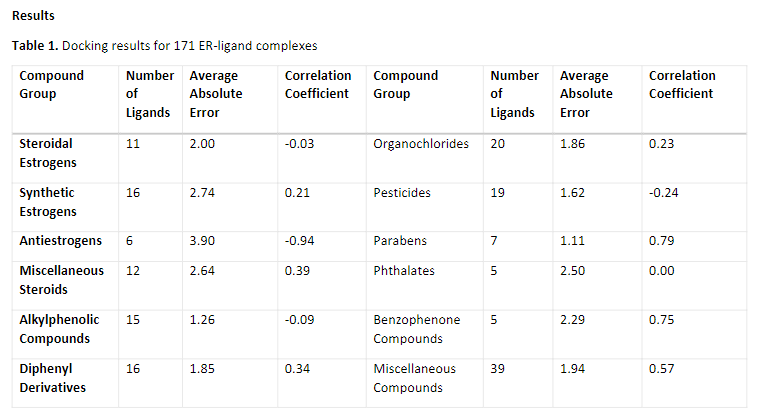 Results
Table 1. Docking results for 171 ER-ligand complexes
Compound Group Number of Ligands Average Absolute Error Correlation Coefficient Compound Group Number of Ligands Average Absolute Error Correlation Coefficient
Steroidal Estrogens 11 2.00 -0.03 Organochlorides 20 1.86 0.23
Synthetic Estrogens 16 2.74 0.21 Pesticides 19 1.62 -0.24
Antiestrogens 6 3.90 -0.94 Parabens 7 1.11 0.79
Miscellaneous Steroids 12 2.64 0.39 Phthalates 5 2.50 0.00
Alkylphenolic Compounds 15 1.26 -0.09 Benzophenone Compounds 5 2.29 0.75
Diphenyl Derivatives 16 1.85 0.34 Miscellaneous Compounds 39 1.94 0.57